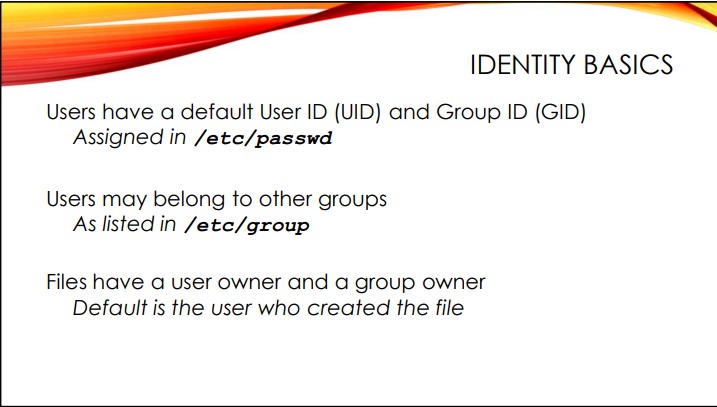 IDENTITY BASICS
Users have a default User ID (UID) and Group ID (GID)
Assigned in /etc/passwd
Users may belong to other groups
As listed in /etc/group
Files have a user owner and a group owner
Default is the user who created the file